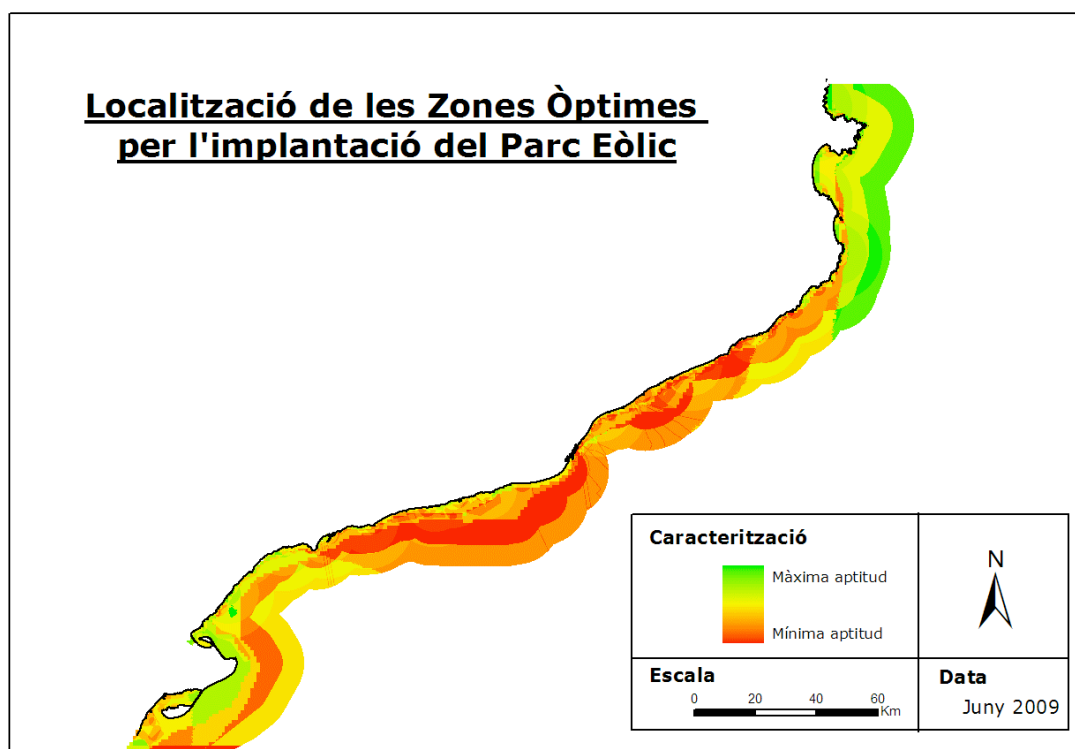 Localització de les Zones Òptimes
per l'implantació del Parc Eòlic
Caracterització
Màxima aptitud
Mínima aptitud
N
Escala
0 20 40 60
Km
Data
Juny 2009